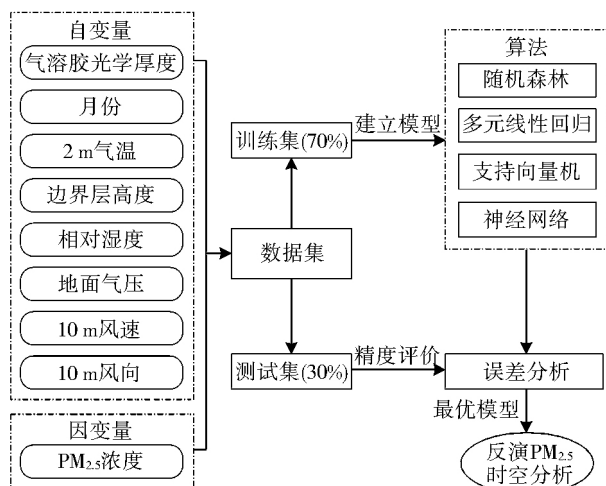 自变量
气溶胶光学厚度
月份
2 m气温
边界层高度
相对湿度
地面气压
10 m风速
10 m风向
因变量
PM₂.₅浓度
训练集(70%)
数据集
测试集(30%)
建立模型
精度评价
算法
随机森林
多元线性回归
支持向量机
神经网络
误差分析
最优模型
反演PM₂.₅
时空分析